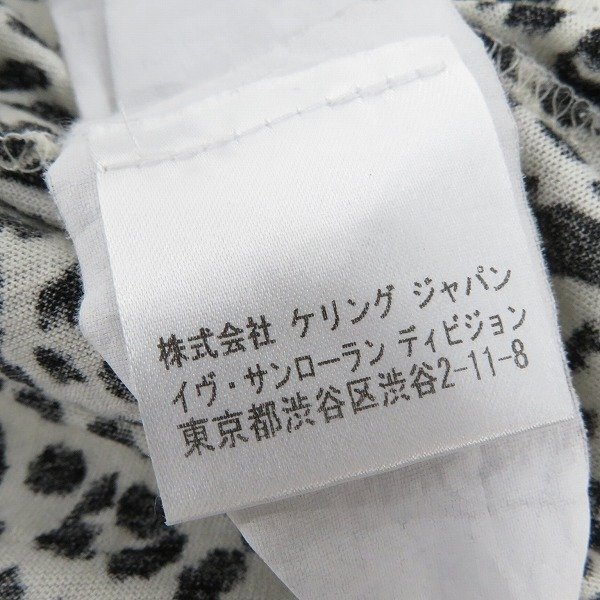 株式会社 ケリング ジャパン
イヴ・サンローラン ディビジョン
東京都渋谷区渋谷2-11-8